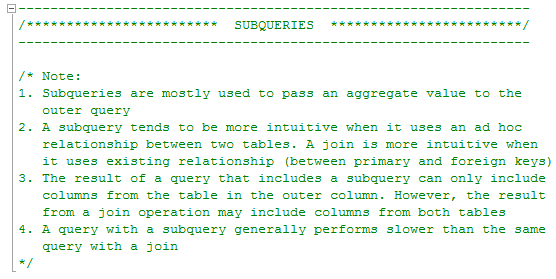 --------------------------------------------------------------
/************************ SUBQUERIES ************************/
--------------------------------------------------------------
/* Note:
1. Subqueries are mostly used to pass an aggregate value to the
outer query
2. A subquery tends to be more intuitive when it uses an ad hoc
relationship between two tables. A join is more intuitive when
it uses existing relationship (between primary and foreign keys)
3. The result of a query that includes a subquery can only include
columns from the table in the outer column. However, the result
from a join operation may include columns from both tables
4. A query with a subquery generally performs slower than the same
query with a join
*/